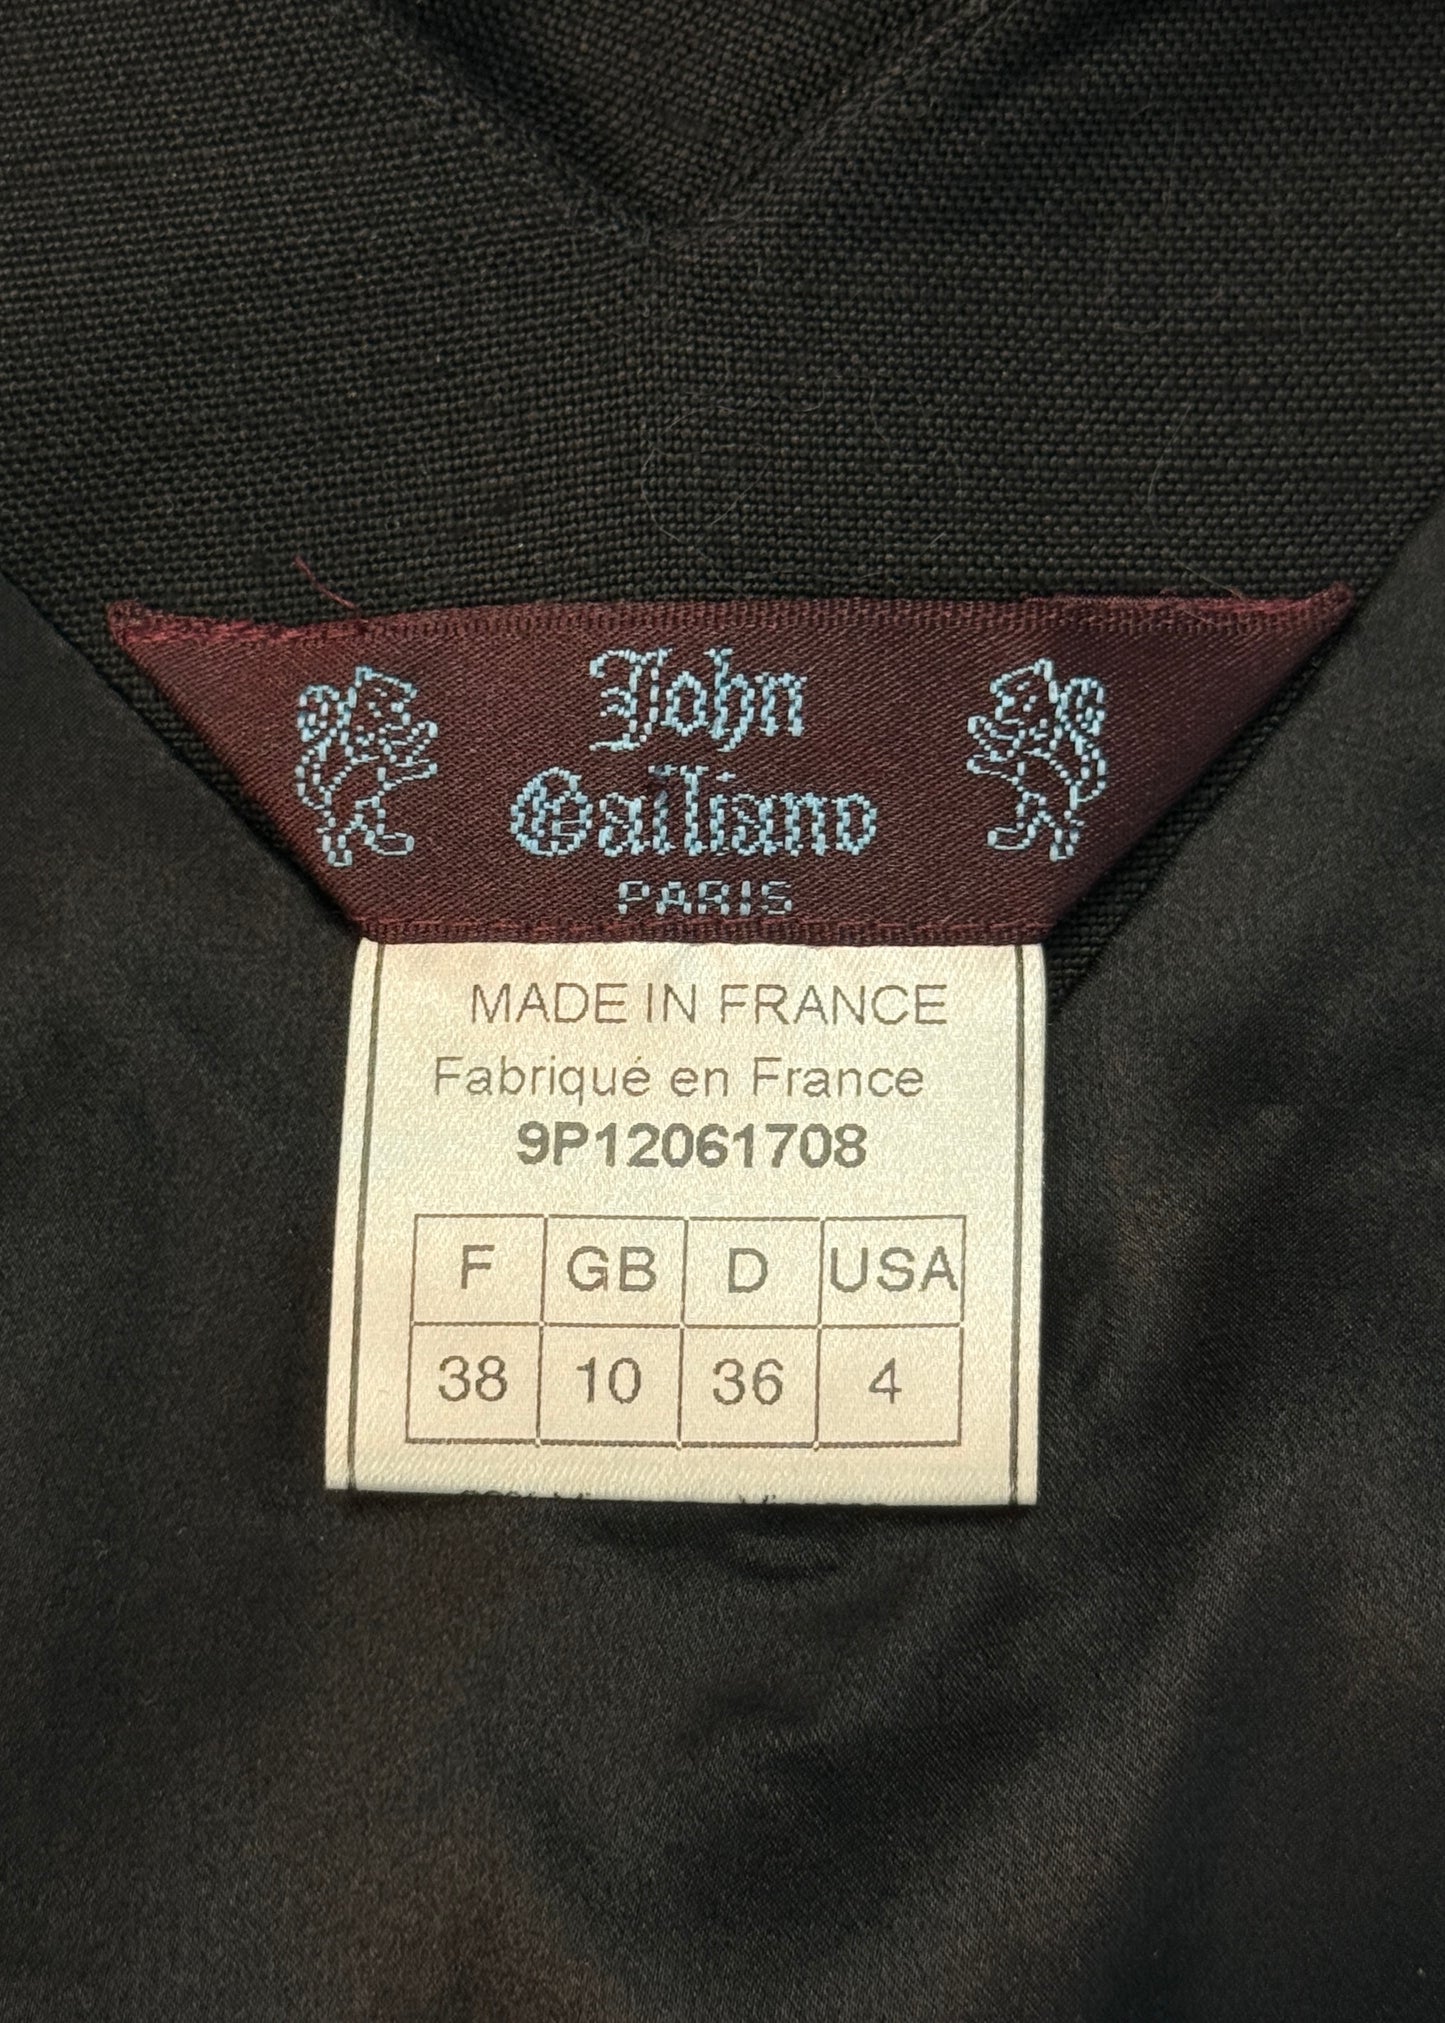 John
Galliano
PARIS
MADE IN FRANCE
Fabriqué en France
9P12061708
F GB D USA
38 10 36 4